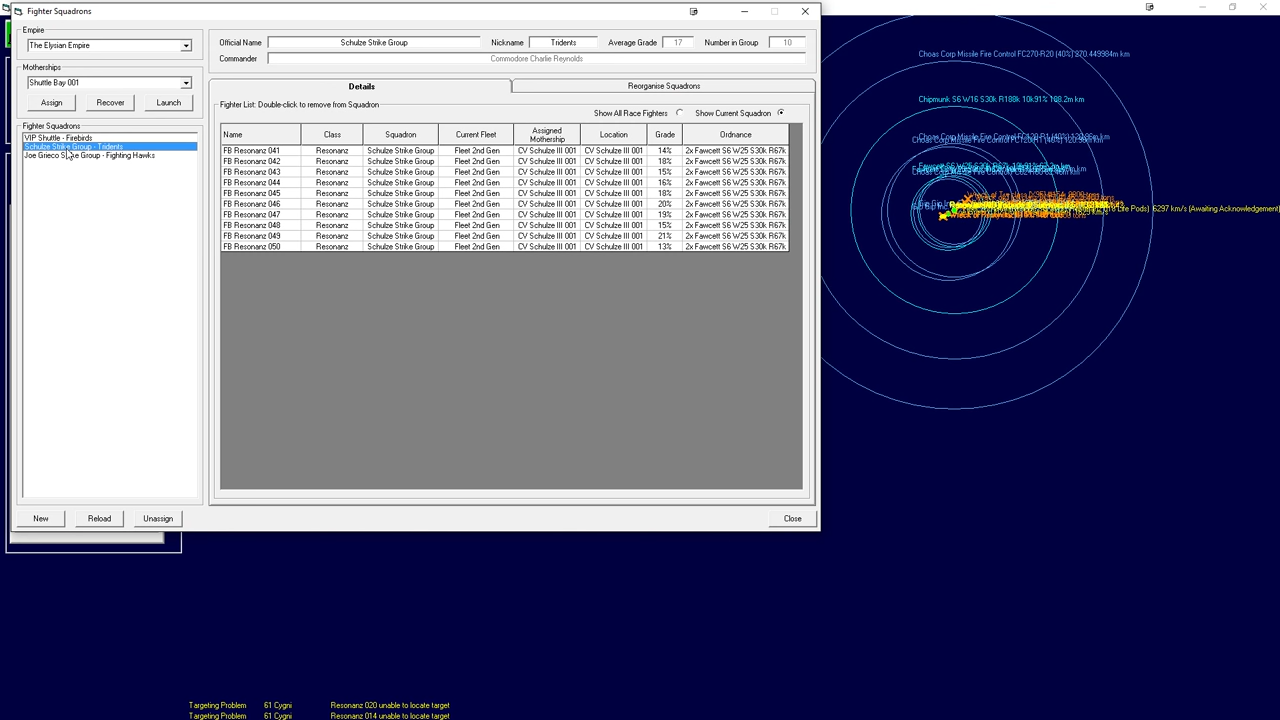 Fighter Squadrons
Empire
The Elysian Empire
Motherships
Shuttle Bay 001
Assign Recover Launch
Fighter Squadrons
VIP Shuttle - Firebirds
Schulze Strike Group - Tridents
Joe Grieco Strike Group - Fighting Hawks
New Reload Unassign
Official Name Schulze Strike Group Nickname Tridents Average Grade 17 Number in Group 10
Commander Commodore Charlie Reynolds
Details Reorganise Squadrons
Fighter List: Double-click to remove from Squadron
Show All Race Fighters Show Current Squadron
Name Class Squadron Current Fleet Assigned Mothership Location Grade Ordnance
FB Resonanz 041 Resonanz Schulze Strike Group Fleet 2nd Gen CV Schulze III 001 CV Schulze III 001 14% 2x Fawcett S6 W25 S30k R67k
FB Resonanz 042 Resonanz Schulze Strike Group Fleet 2nd Gen CV Schulze III 001 CV Schulze III 001 18% 2x Fawcett S6 W25 S30k R67k
FB Resonanz 043 Resonanz Schulze Strike Group Fleet 2nd Gen CV Schulze III 001 CV Schulze III 001 15% 2x Fawcett S6 W25 S30k R67k
FB Resonanz 044 Resonanz Schulze Strike Group Fleet 2nd Gen CV Schulze III 001 CV Schulze III 001 16% 2x Fawcett S6 W25 S30k R67k
FB Resonanz 045 Resonanz Schulze Strike Group Fleet 2nd Gen CV Schulze III 001 CV Schulze III 001 18% 2x Fawcett S6 W25 S30k R67k
FB Resonanz 046 Resonanz Schulze Strike Group Fleet 2nd Gen CV Schulze III 001 CV Schulze III 001 20% 2x Fawcett S6 W25 S30k R67k
FB Resonanz 047 Resonanz Schulze Strike Group Fleet 2nd Gen CV Schulze III 001 CV Schulze III 001 19% 2x Fawcett S6 W25 S30k R67k
FB Resonanz 048 Resonanz Schulze Strike Group Fleet 2nd Gen CV Schulze III 001 CV Schulze III 001 15% 2x Fawcett S6 W25 S30k R67k
FB Resonanz 049 Resonanz Schulze Strike Group Fleet 2nd Gen CV Schulze III 001 CV Schulze III 001 21% 2x Fawcett S6 W25 S30k R67k
FB Resonanz 050 Resonanz Schulze Strike Group Fleet 2nd Gen CV Schulze III 001 CV Schulze III 001 13% 2x Fawcett S6 W25 S30k R67k
Close
Choas Corp Missile Fire Control FC270-R20 (40%) 270.449984m km
Chipmunk S6 W16 S30k R188k 188.2m km
Choas Corp Missile Fire Control
Life Pods) 6297 km/s (Awaiting Acknowledgement)
Targeting Problem 61 Cygni Resonanz 020 unable to locate target
Targeting Problem 61 Cygni Resonanz 014 unable to locate target